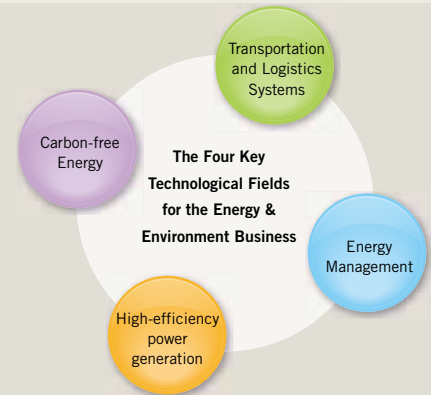 Transportation
and Logistics
Systems
Carbon-free
Energy
The Four Key
Technological Fields
for the Energy &
Environment Business
Energy
Management
High-efficiency
power
generation